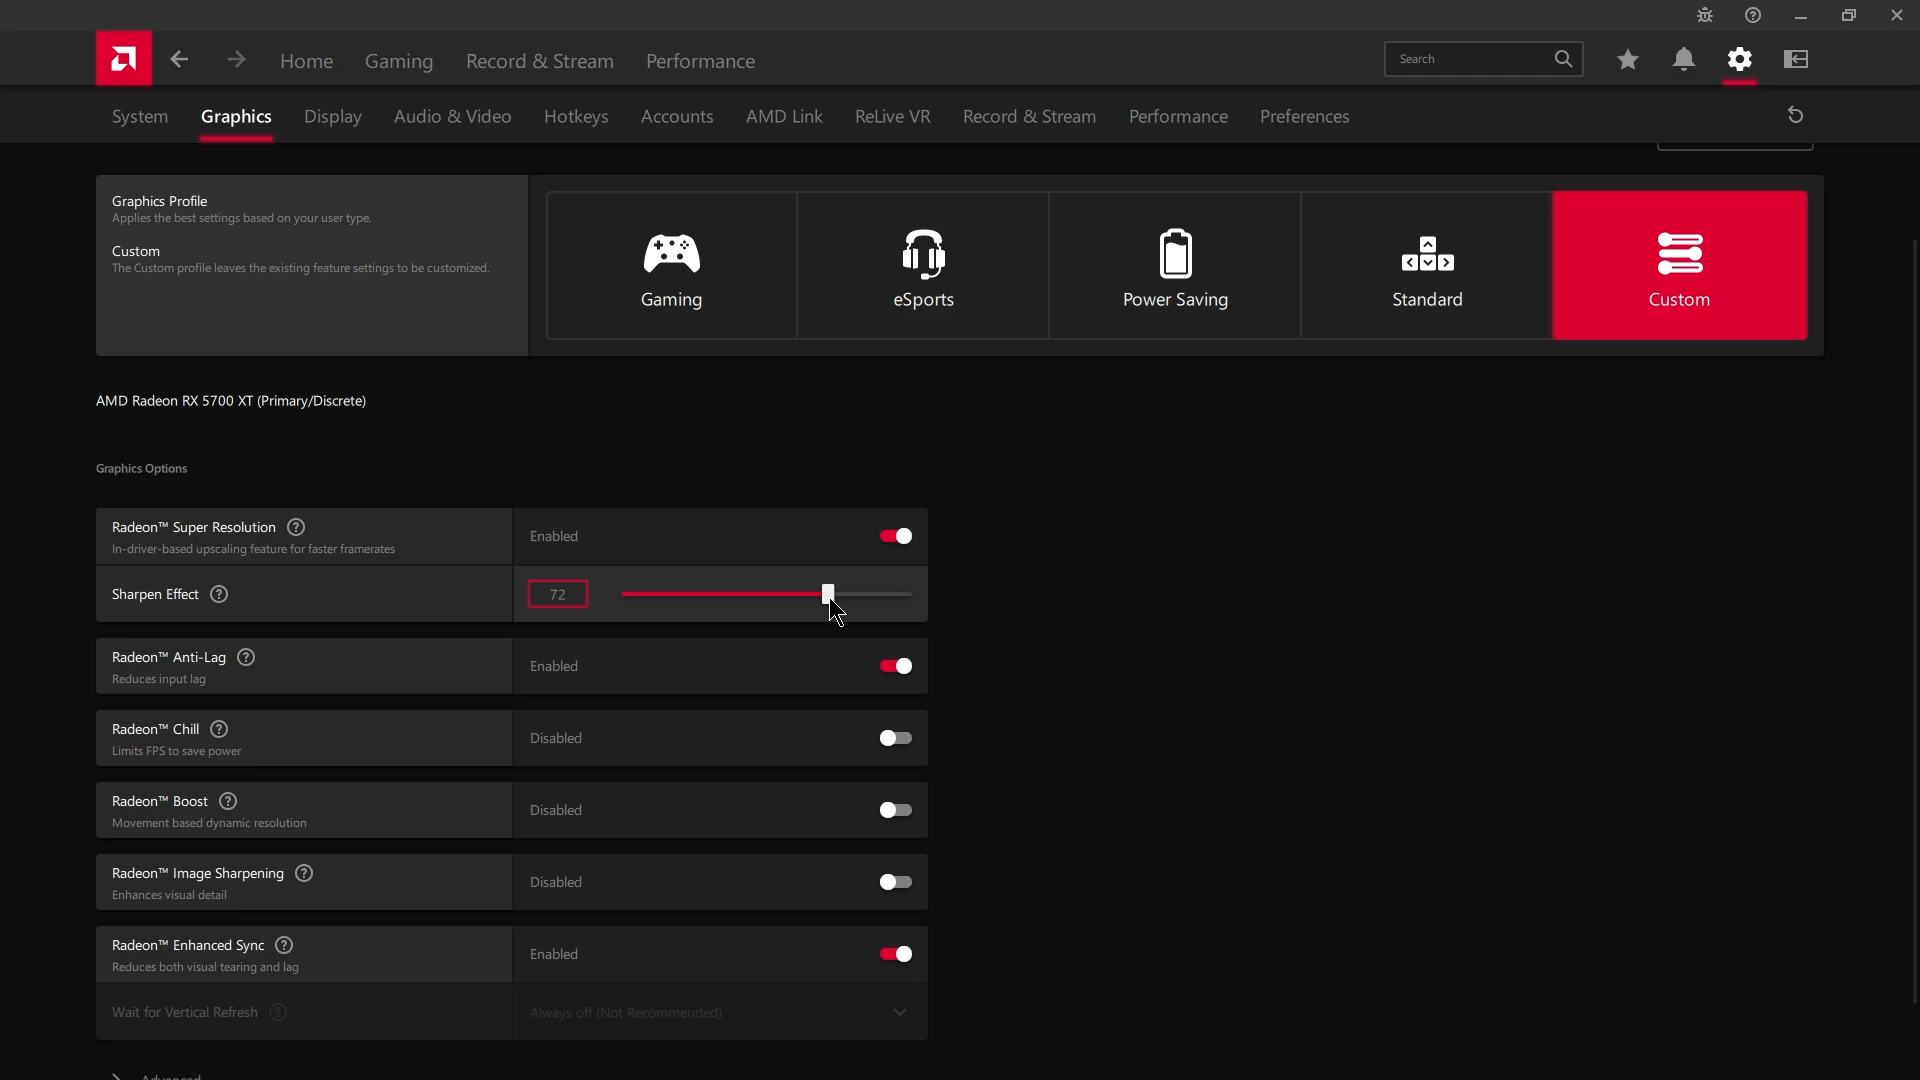 Home
Gaming
Record & Stream
Performance
Search
System
Graphics
Display
Audio & Video
Hotkeys
Accounts
AMD Link
ReLive VR
Record & Stream
Performance
Preferences
Graphics Profile
Applies the best settings based on your user type.
Custom
The Custom profile leaves the existing feature settings to be customized.
Gaming
eSports
Power Saving
Standard
Custom
AMD Radeon RX 5700 XT (Primary/Discrete)
Graphics Options
Radeon™ Super Resolution
In-driver-based upscaling feature for faster framerates
Enabled
Sharpen Effect
72
Radeon™ Anti-Lag
Reduces input lag
Enabled
Radeon™ Chill
Limits FPS to save power
Disabled
Radeon™ Boost
Movement based dynamic resolution
Disabled
Radeon™ Image Sharpening
Enhances visual detail
Disabled
Radeon™ Enhanced Sync
Reduces both visual tearing and lag
Enabled
Wait for Vertical Refresh
Always off (Not Recommended)
Advanced